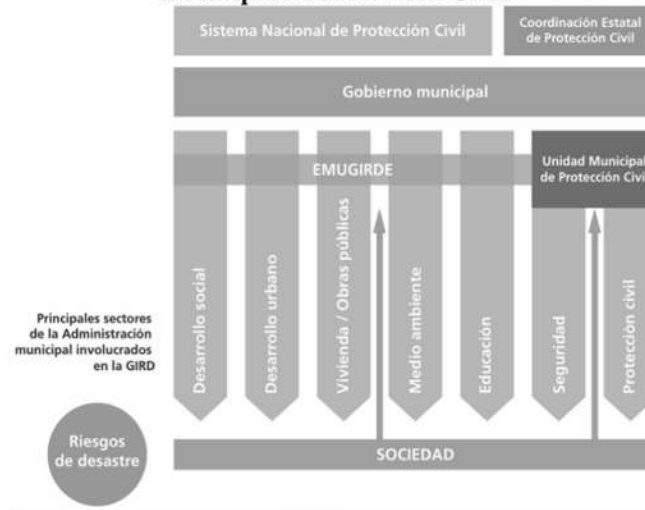 Sistema Nacional de Protección Civil
Coordinación Estatal
de Protección Civil
Gobierno municipal
EMUGIRDE
Unidad Municipal
de Protección Civil
Desarrollo social
Desarrollo urbano
Vivienda / Obras públicas
Medio ambiente
Educación
Seguridad
Protecciòn civil
Principales sectores
de la Administración
municipal involucrados
en la GIRD
Riesgos
de desastre
SOCIEDAD